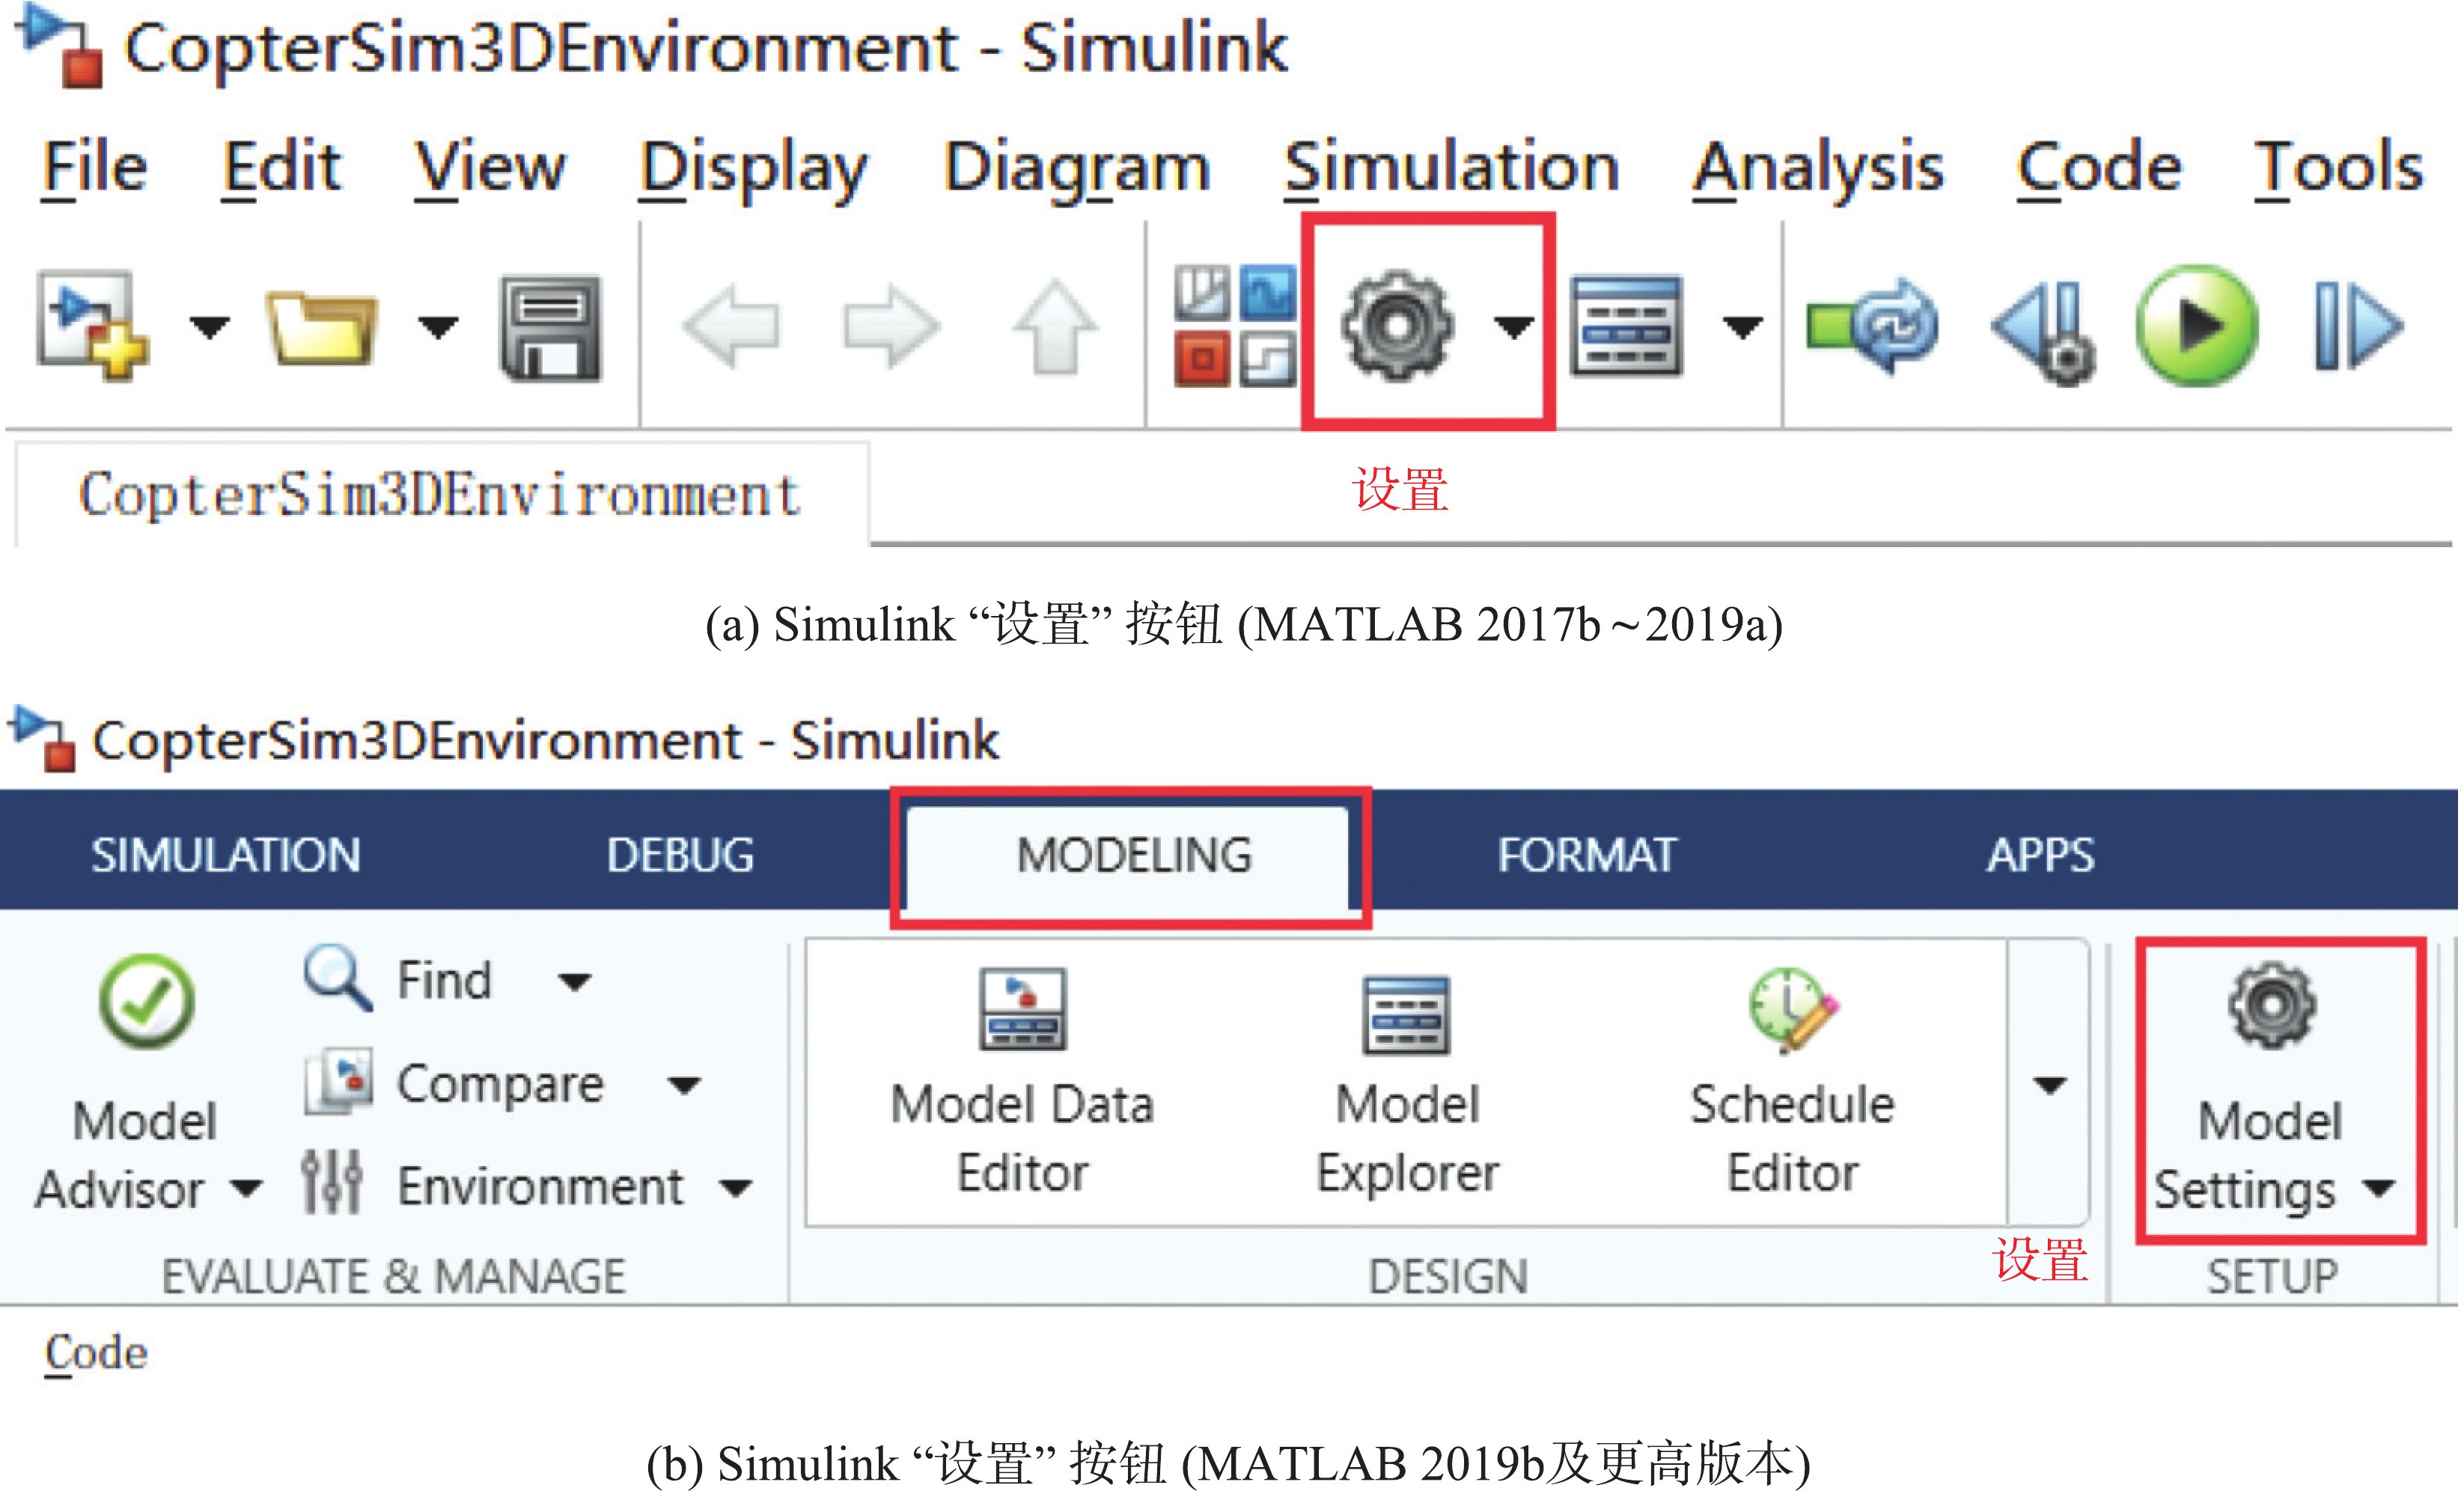 CopterSim3DEnvironment - Simulink
File Edit View Display Diagram Simulation Analysis Code Tools
CopterSim3DEnvironment
设置
(a) Simulink “设置” 按钮 (MATLAB 2017b~2019a)
CopterSim3DEnvironment - Simulink
SIMULATION DEBUG MODELING FORMAT APPS
Model
Advisor
Find
Compare
Environment
EVALUATE & MANAGE
Model Data
Editor
Model
Explorer
Schedule
Editor
DESIGN
设置
Model
Settings
SETUP
Code
(b) Simulink “设置” 按钮 (MATLAB 2019b及更高版本)